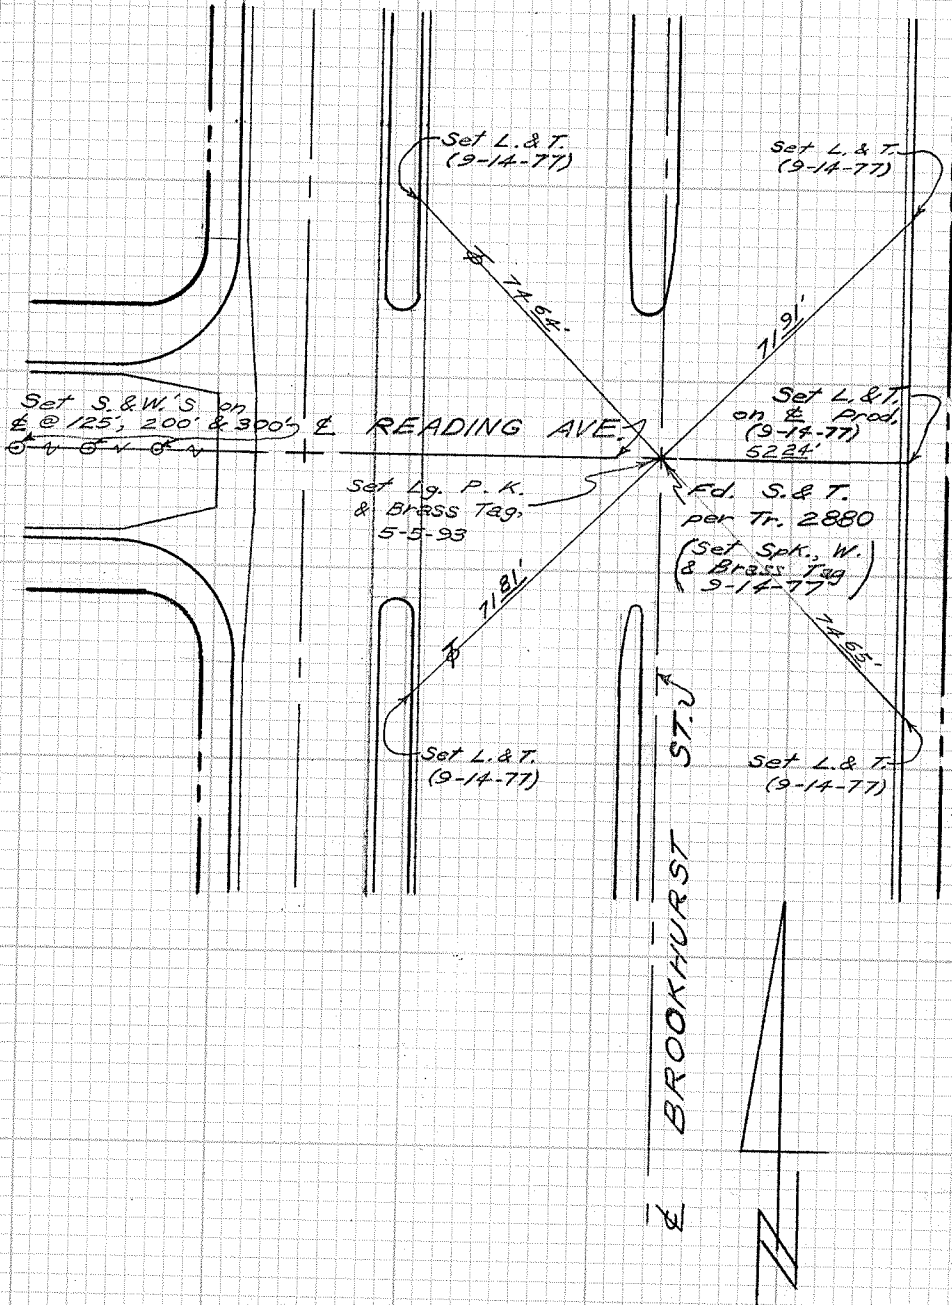 Set L. & T.
(9-14-77)
Set L. & T.
(9-14-77)
74.64'
71.91'
Set S. & W.'S on
℄ @ 125', 200' & 300'
℄ READING AVE.
Set L. & T.
on ℄ Prod.
(9-14-77)
52.24'
Set Lg. P. K.
& Brass Tag,
5-5-93
Fd. S. & T.
per Tr. 2880
(Set Spk., W.
& Brass Tag
9-14-77)
71.81'
74.65'
Set L. & T.
(9-14-77)
Set L. & T.
(9-14-77)
℄ BROOKHURST ST.
N